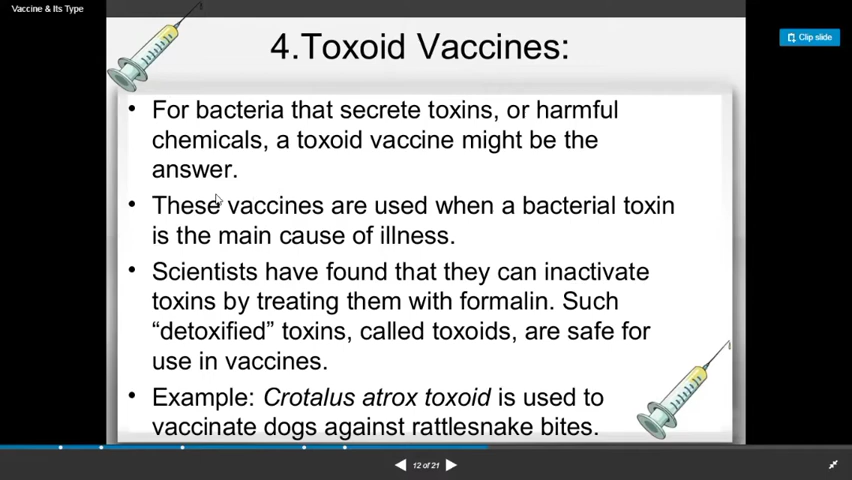 Vaccine & Its Type
Clip slide
4.Toxoid Vaccines:
• For bacteria that secrete toxins, or harmful
chemicals, a toxoid vaccine might be the
answer.
• These vaccines are used when a bacterial toxin
is the main cause of illness.
• Scientists have found that they can inactivate
toxins by treating them with formalin. Such
“detoxified” toxins, called toxoids, are safe for
use in vaccines.
• Example: Crotalus atrox toxoid is used to
vaccinate dogs against rattlesnake bites.
12 of 21